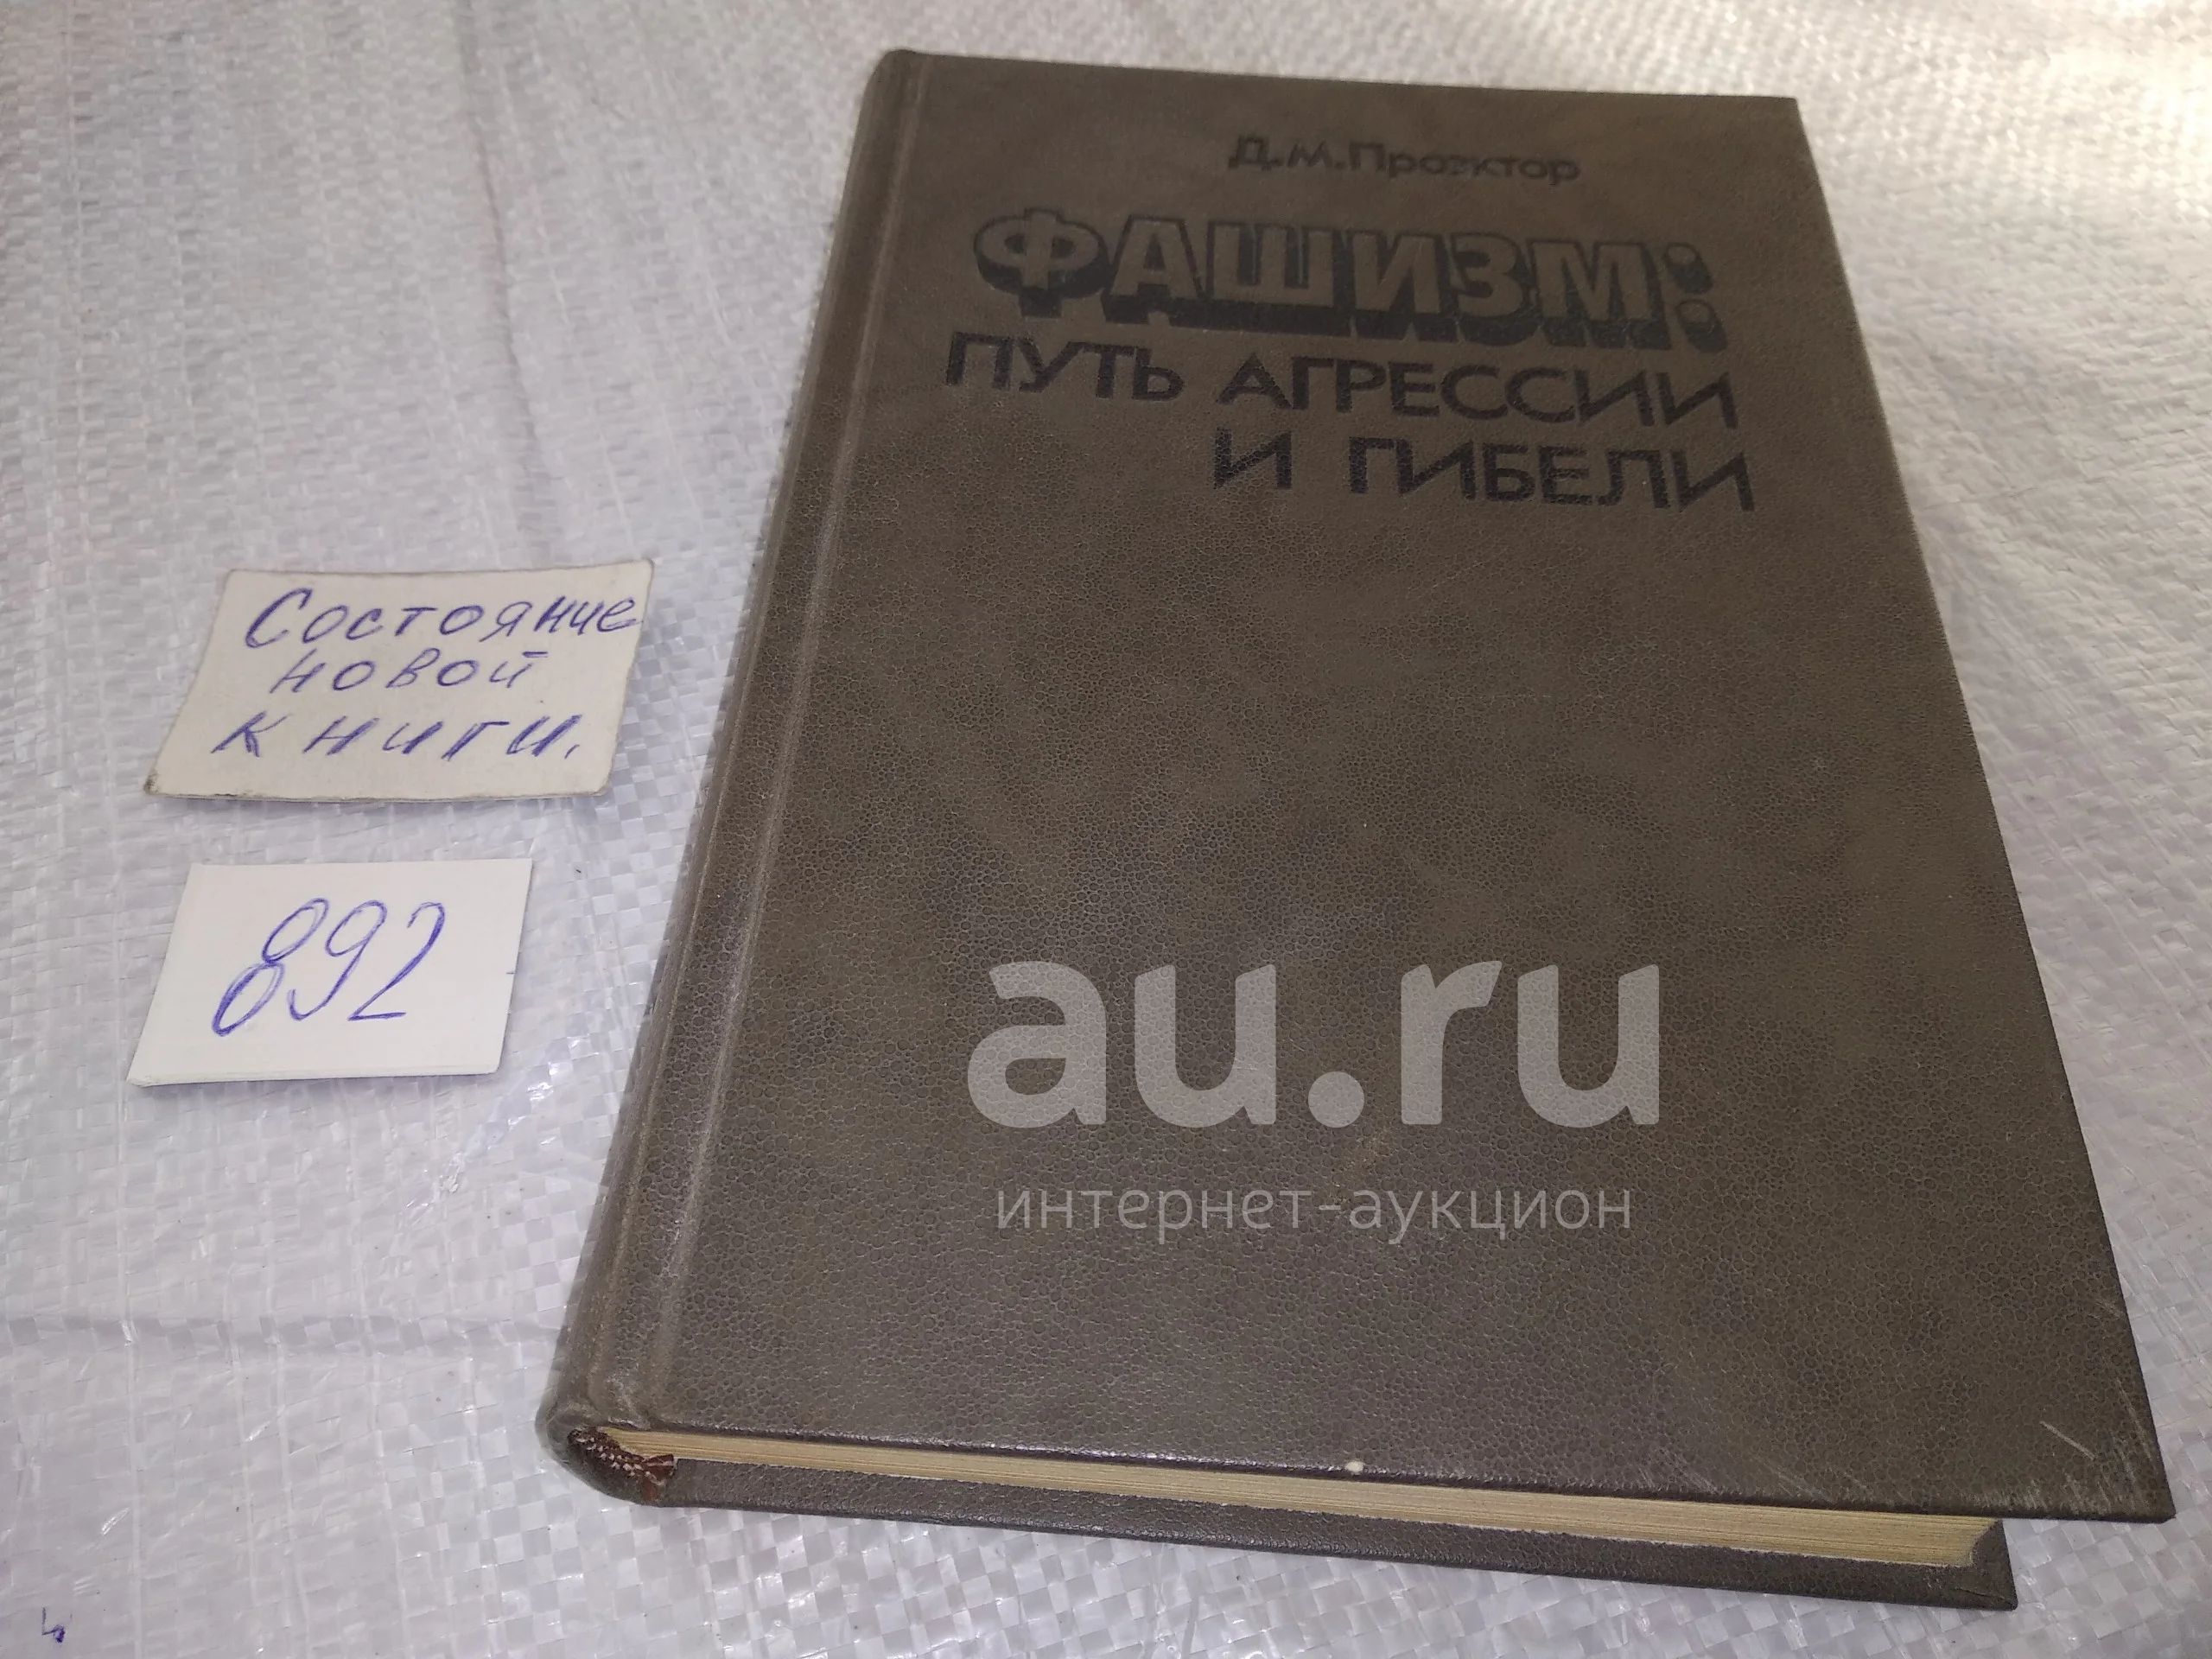 Д.М.Проэктор
ФАШИЗМ:
ПУТЬ АГРЕССИИ
И ГИБЕЛИ
Состояние
новой
книги.
892
au.ru
интернет-аукцион